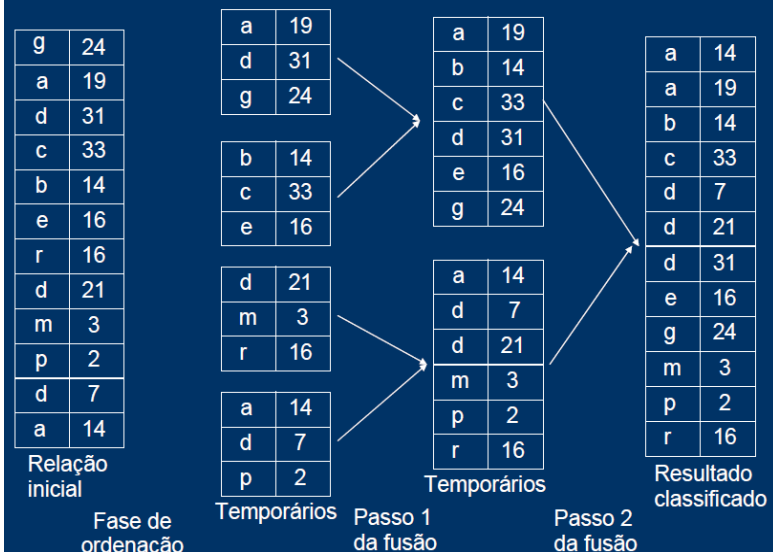 g 24
a 19
d 31
c 33
b 14
e 16
r 16
d 21
m 3
p 2
d 7
a 14
Relação
inicial
Fase de
ordenação
a 19
d 31
g 24
b 14
c 33
e 16
d 21
m 3
r 16
a 14
d 7
p 2
Temporários
Passo 1
da fusão
a 19
b 14
c 33
d 31
e 16
g 24
a 14
d 7
d 21
m 3
p 2
r 16
Temporários
Passo 2
da fusão
a 14
a 19
b 14
c 33
d 7
d 21
d 31
e 16
g 24
m 3
p 2
r 16
Resultado
classificado